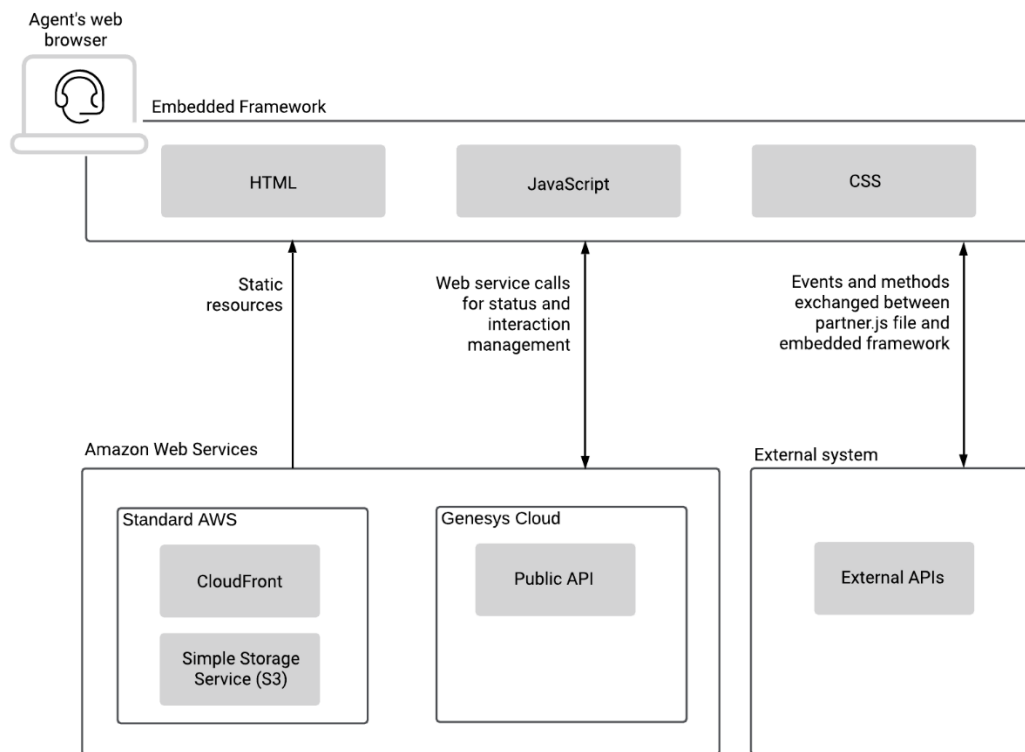 Agent's web
browser
Embedded Framework
HTML
JavaScript
CSS
Static
resources
Web service calls
for status and
interaction
management
Events and methods
exchanged between
partner.js file and
embedded framework
Amazon Web Services
External system
Standard AWS
Genesys Cloud
CloudFront
Public API
External APIs
Simple Storage
Service (S3)